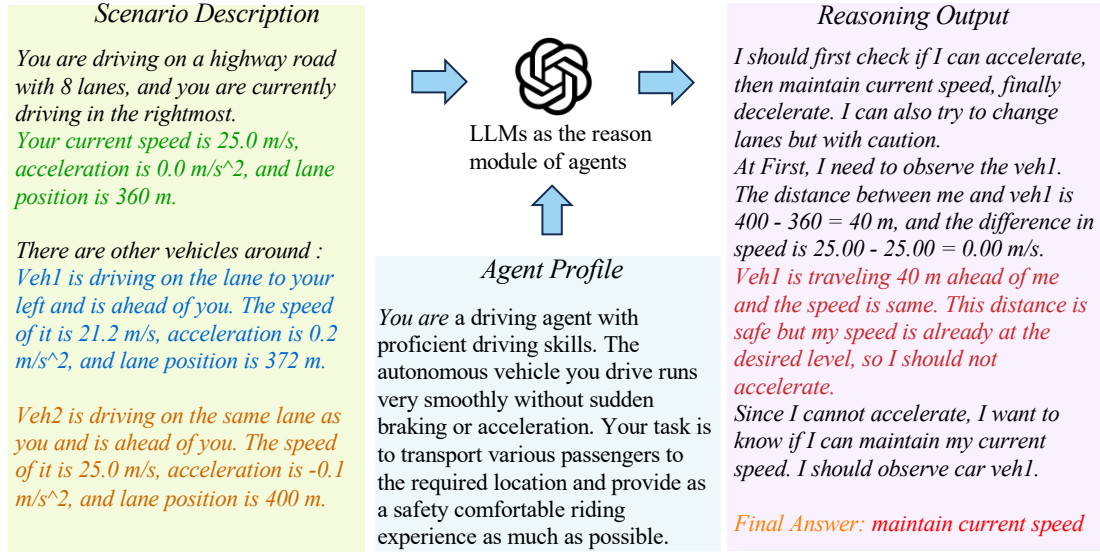 Scenario Description
You are driving on a highway road
with 8 lanes, and you are currently
driving in the rightmost.
Your current speed is 25.0 m/s,
acceleration is 0.0 m/s^2, and lane
position is 360 m.
There are other vehicles around :
Veh1 is driving on the lane to your
left and is ahead of you. The speed
of it is 21.2 m/s, acceleration is 0.2
m/s^2, and lane position is 372 m.
Veh2 is driving on the same lane as
you and is ahead of you. The speed
of it is 25.0 m/s, acceleration is -0.1
m/s^2, and lane position is 400 m.
LLMs as the reason
module of agents
Agent Profile
You are a driving agent with
proficient driving skills. The
autonomous vehicle you drive runs
very smoothly without sudden
braking or acceleration. Your task is
to transport various passengers to
the required location and provide as
a safety comfortable riding
experience as much as possible.
Reasoning Output
I should first check if I can accelerate,
then maintain current speed, finally
decelerate. I can also try to change
lanes but with caution.
At First, I need to observe the veh1.
The distance between me and veh1 is
400 - 360 = 40 m, and the difference in
speed is 25.00 - 25.00 = 0.00 m/s.
Veh1 is traveling 40 m ahead of me
and the speed is same. This distance is
safe but my speed is already at the
desired level, so I should not
accelerate.
Since I cannot accelerate, I want to
know if I can maintain my current
speed. I should observe car veh1.
Final Answer: maintain current speed